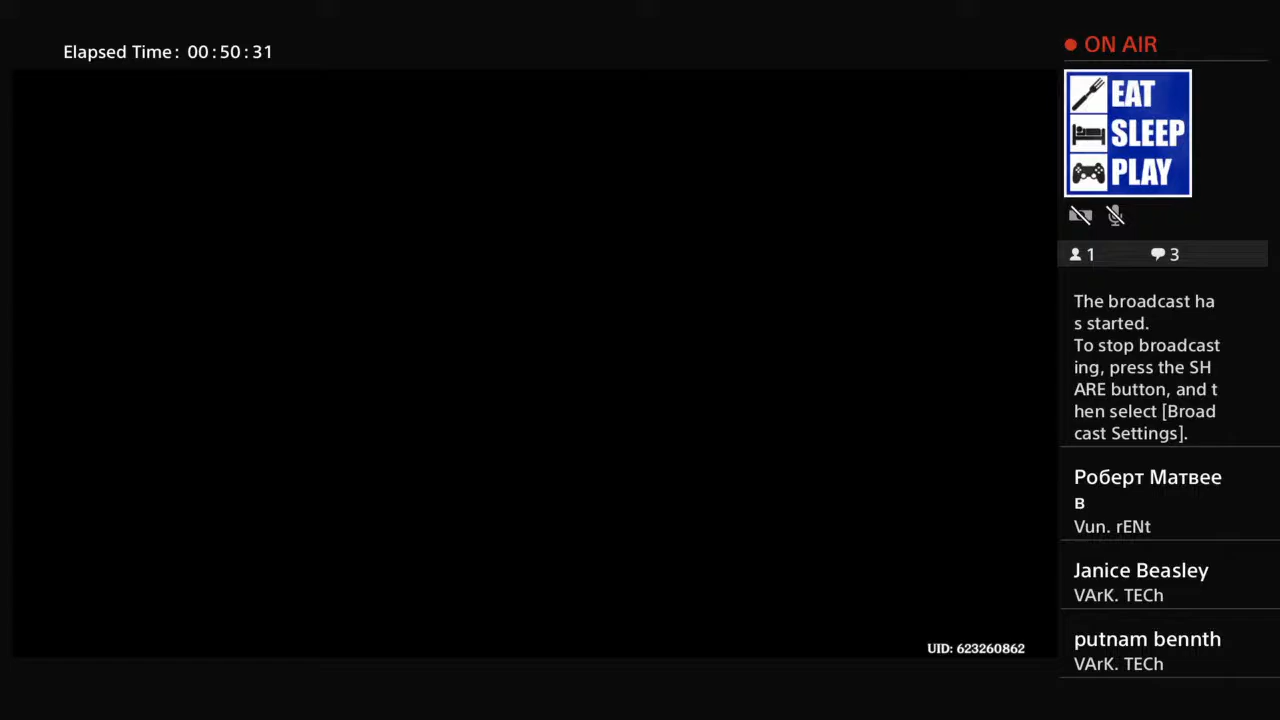 Elapsed Time: 00:50:31
ON AIR
EAT
SLEEP
PLAY
1 3
The broadcast ha
s started.
To stop broadcast
ing, press the SH
ARE button, and t
hen select [Broad
cast Settings].
Роберт Матвее
в
Vun. rENt
Janice Beasley
VArK. TECh
putnam bennth
VArK. TECh
UID: 623260862